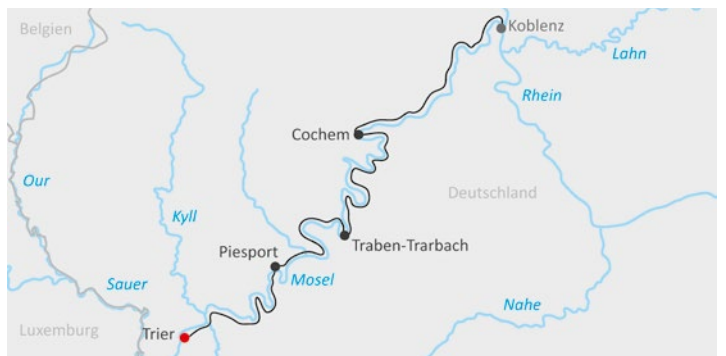 Belgien
Koblenz
Lahn
Rhein
Cochem
Our
Deutschland
Kyll
Traben-Trarbach
Piesport
Mosel
Sauer
Nahe
Luxemburg
Trier